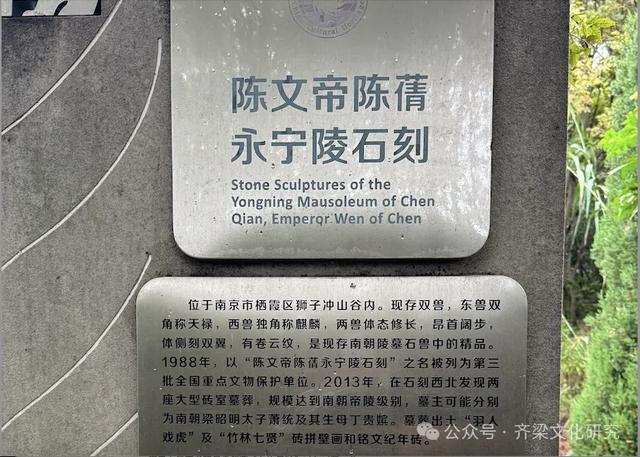 Cultural
陈文帝陈蒨
永宁陵石刻
Stone Sculptures of the
Yongning Mausoleum of Chen
Qian, Emperor Wen of Chen
位于南京市栖霞区狮子冲山谷内。现存双兽，东兽双
角称天禄，西兽独角称麒麟，两兽体态修长，昂首阔步，
体侧刻双翼，有卷云纹，是现存南朝陵墓石兽中的精品。
1988年，以“陈文帝陈蒨永宁陵石刻”之名被列为第三
批全国重点文物保护单位。2013年，在石刻西北发现两
座大型砖室墓葬，规模达到南朝帝陵级别，墓主可能分别
为南朝梁昭明太子萧统及其生母丁贵嫔。墓葬出土“羽人
戏虎”及“竹林七贤”砖拼壁画和铭文纪年砖。
公众号·齐梁文化研究